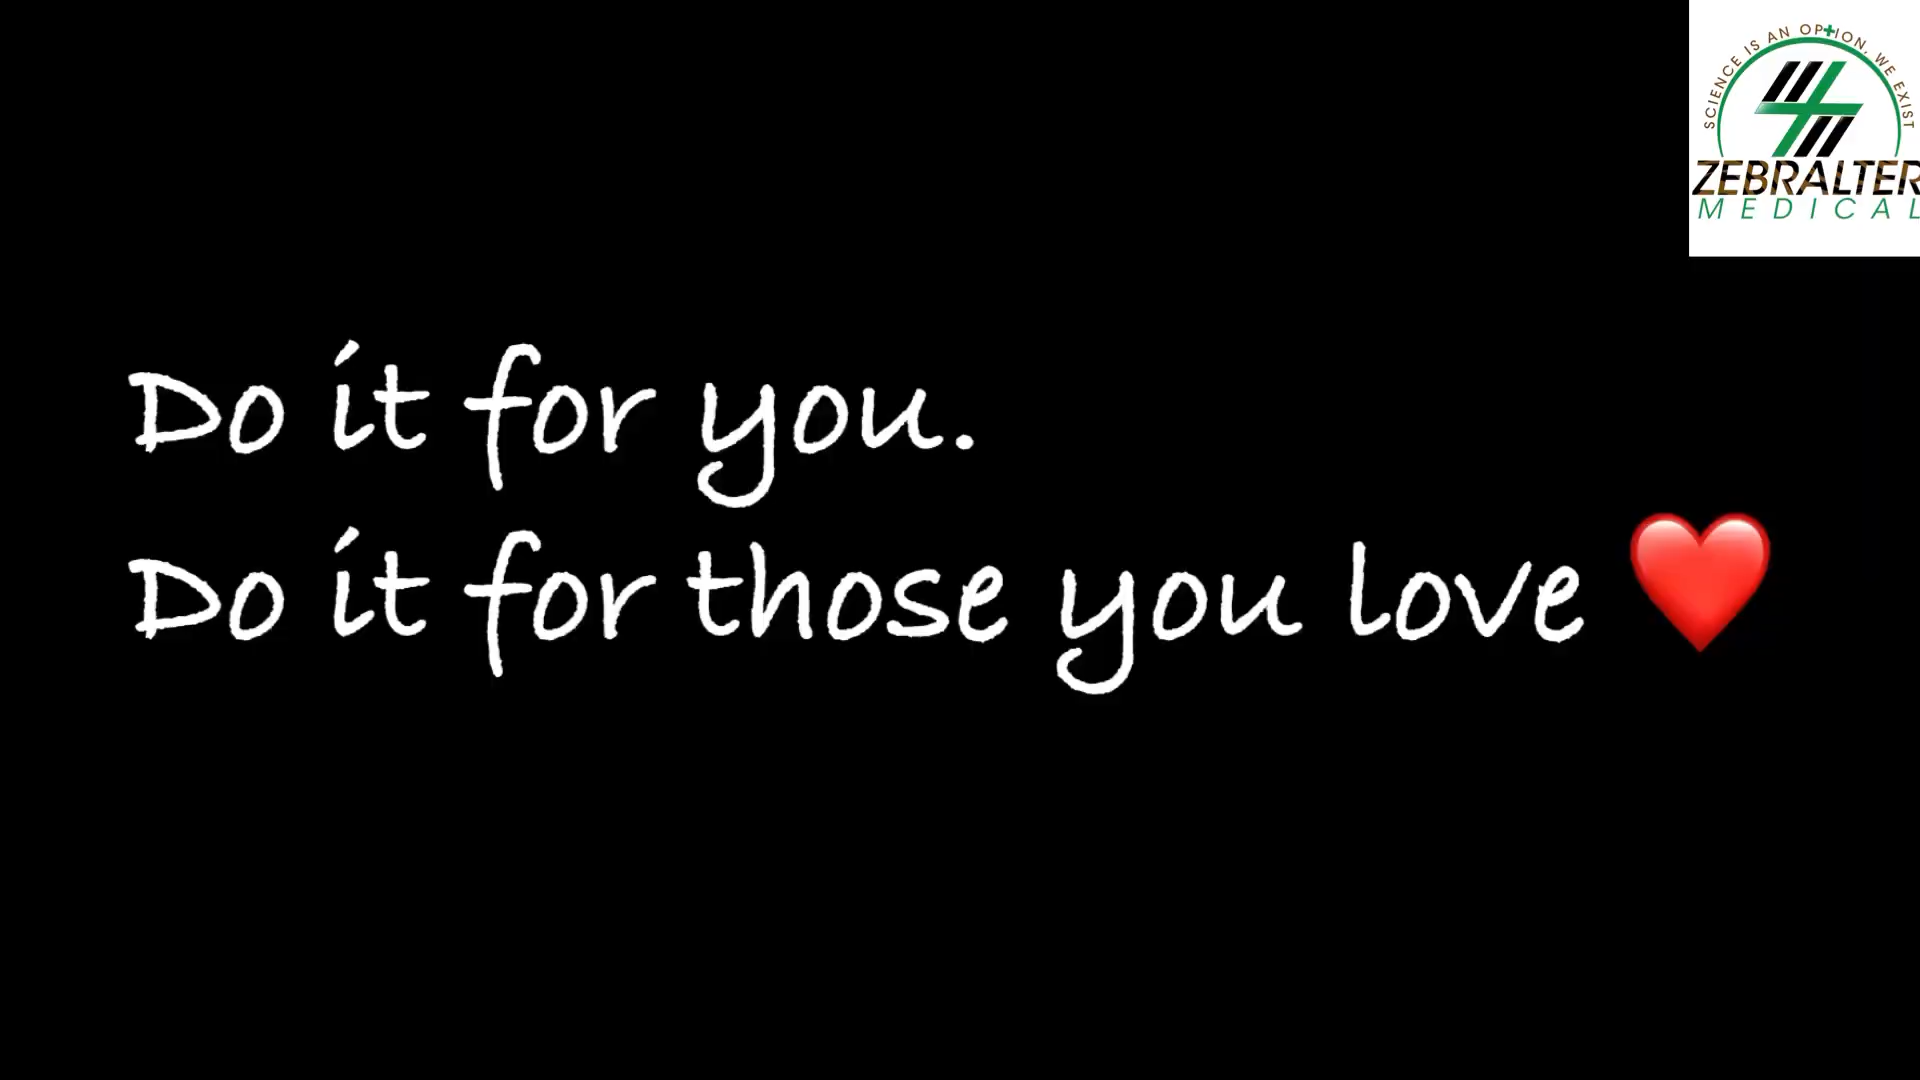 SCIENCE IS AN OPTION, WE EXIST
ZEBRALTER
MEDICAL
Do it for you.
Do it for those you love ❤️